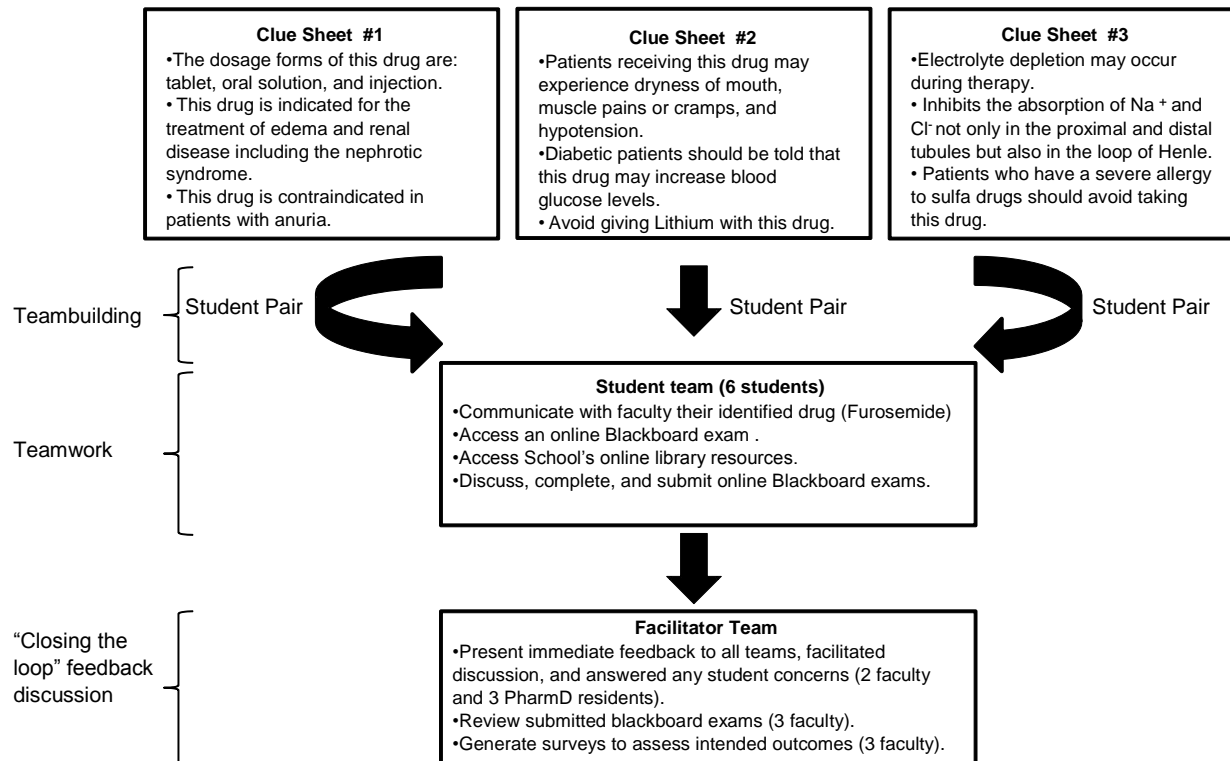 Clue Sheet #1
•The dosage forms of this drug are:
tablet, oral solution, and injection.
• This drug is indicated for the
treatment of edema and renal
disease including the nephrotic
syndrome.
• This drug is contraindicated in
patients with anuria.
Clue Sheet #2
•Patients receiving this drug may
experience dryness of mouth,
muscle pains or cramps, and
hypotension.
•Diabetic patients should be told that
this drug may increase blood
glucose levels.
• Avoid giving Lithium with this drug.
Clue Sheet #3
•Electrolyte depletion may occur
during therapy.
• Inhibits the absorption of Na + and
Cl- not only in the proximal and distal
tubules but also in the loop of Henle.
• Patients who have a severe allergy
to sulfa drugs should avoid taking
this drug.
Teambuilding
Student Pair
Student Pair
Student Pair
Teamwork
Student team (6 students)
•Communicate with faculty their identified drug (Furosemide)
•Access an online Blackboard exam .
•Access School's online library resources.
•Discuss, complete, and submit online Blackboard exams.
“Closing the
loop” feedback
discussion
Facilitator Team
•Present immediate feedback to all teams, facilitated
discussion, and answered any student concerns (2 faculty
and 3 PharmD residents).
•Review submitted blackboard exams (3 faculty).
•Generate surveys to assess intended outcomes (3 faculty).